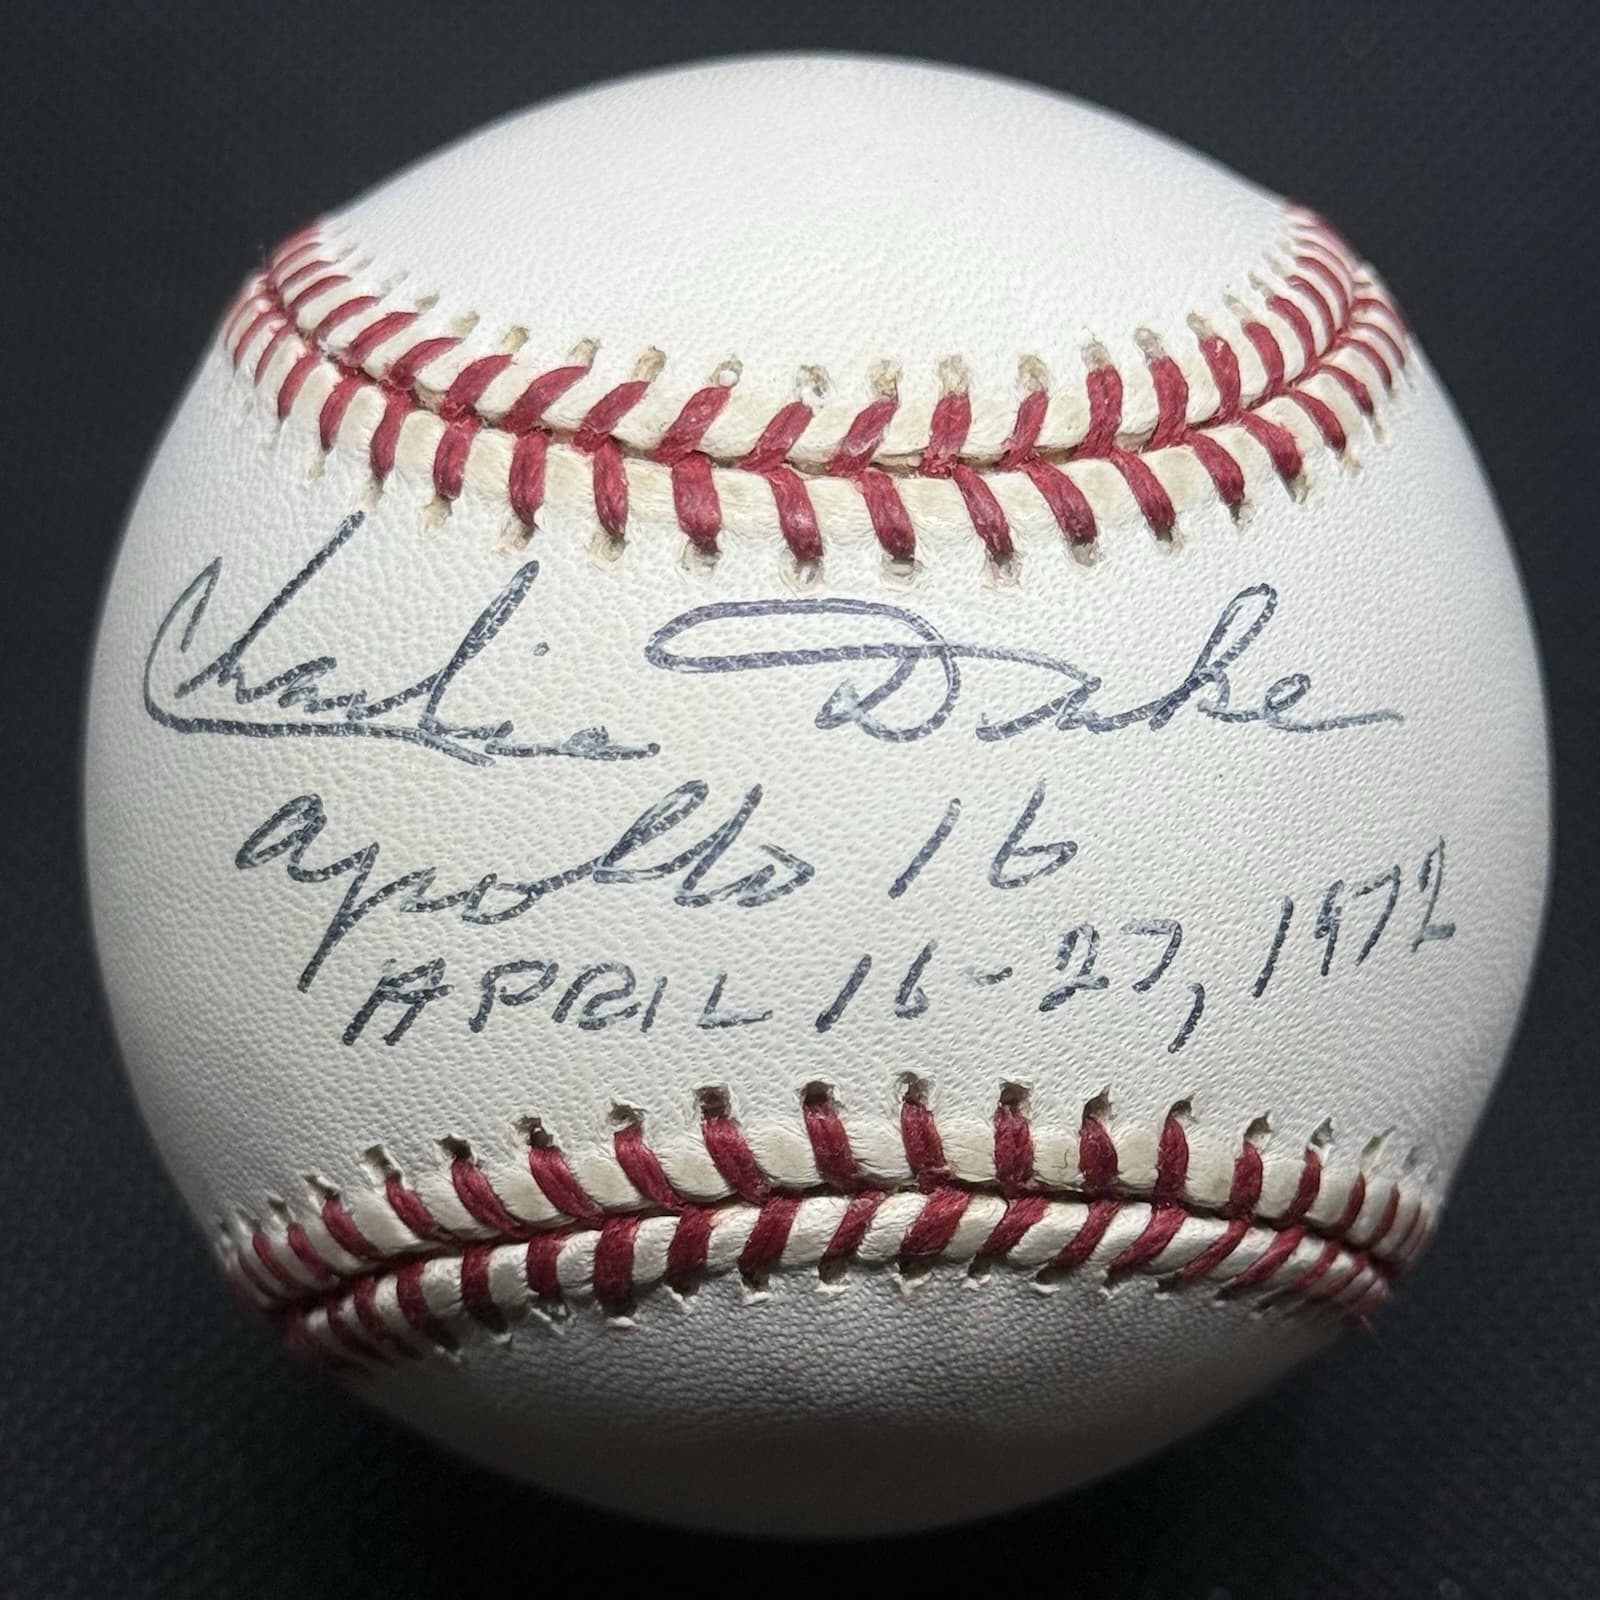 Charlie Duke
Apollo 16
APRIL 16-27, 1972